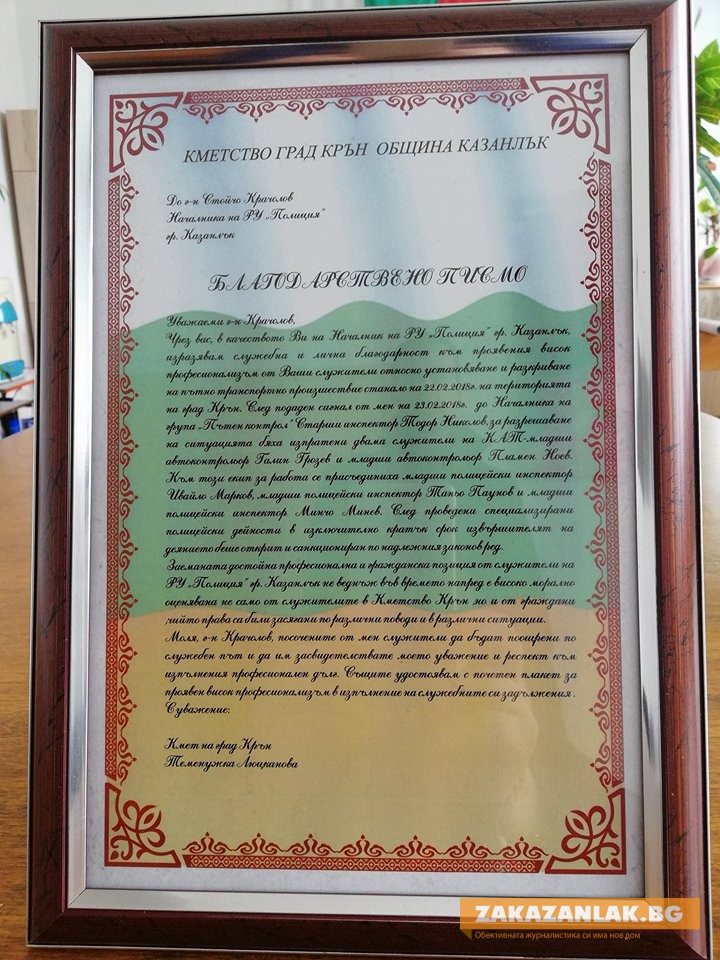 КМЕТСТВО ГРАД КРЪН ОБЩИНА КАЗАНЛЪК
До г-н Стойчо Крачолов
Началника на РУ „Полиция"
гр. Казанлък
БЛАГОДАРСТВЕНО ПИСМО
Уважаеми г-н Крачолов,
Чрез вас, в качеството Ви на Началник на РУ „Полиция" гр. Казанлък,
изразявам служебна и лична благодарност към проявения висок
професионализъм от Ваши служители относно установяване и разкриване
на пътно транспортно произшествие станало на 22.02.2018г. на територията
на град Крън. След подаден сигнал от мен на 23.02.2018г. до Началника на
група „Пътен контрол" Старши инспектор Тодор Николов, за разрешаване
на ситуацията бяха изпратени двама служители на КАТ-младши
автоконтрольор Галин Грозев и младши автоконтрольор Пламен Ноев.
Към този екип за работа се присъединиха младши полицейски инспектор
Ивайло Марков, младши полицейски инспектор Таньо Паунов и младши
полицейски инспектор Минчо Минев. След проведени специализирани
полицейски дейности в изключително кратък срок извършителят на
деянието беше открит и санкциониран по надлежния законов ред.
Заеманата достойна професионална и гражданска позиция от служители на
РУ „Полиция" гр. Казанлък не веднъж във времето напред е високо морално
оценявана не само от служителите в Кметство Крън ,но и от граждани
,чийто права са били засягани по различни поводи и в различни ситуации.
Моля, г-н Крачолов, посочените от мен служители да бъдат поощрени по
служебен път и да им засвидетелствате моето уважение и респект към
изпълнения професионален дълг. Същите удостоявам с почетен плакет за
проявен висок професионализъм в изпълнение на служебните си задължения .
С уважение:
Кмет на град Крън
Теменужка Люцканова
ZAKAZANLAK.BG
Обективната журналистика си има нов дом